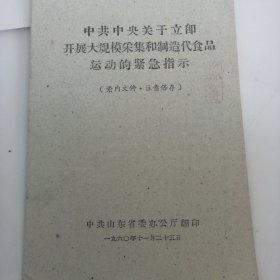 中共中央关于立即
开展大规模采集和制造代食品
运动的紧急指示
（党内文件·注意保存）
中共山东省委办公厅翻印
一九六〇年十一月二十五日